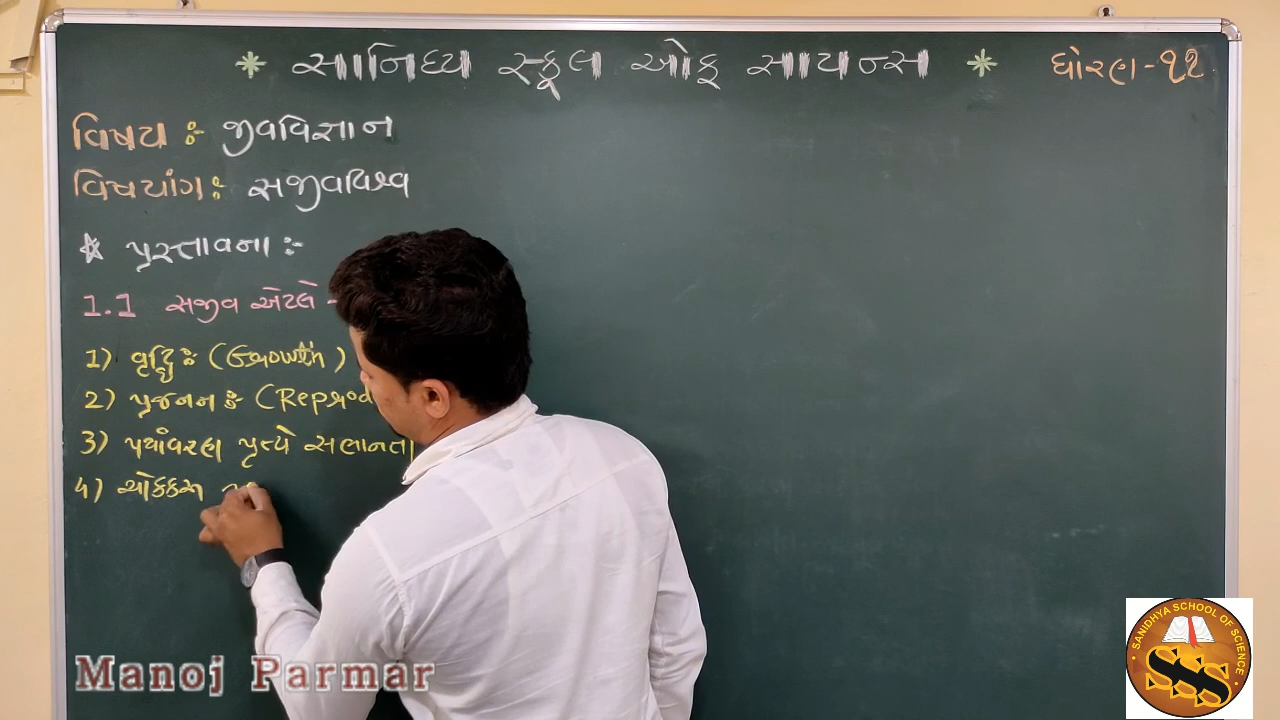 * સાનિધ્ય સ્કૂલ ઓફ સાયન્સ *
ધોરણ - ૧૧
વિષય :- જીવવિજ્ઞાન
વિષયાંગ : સજીવવિશ્વ
☆ પ્રસ્તાવના :-
1.1 સજીવ એટલે -
1) વૃદ્ધિ : (Growth)
2) પ્રજનન : (Reprod
3) પર્યાવરણ પ્રત્યે સભાનતા
4) ચોક્કસ
Manoj Parmar
SANIDHYA SCHOOL OF SCIENCE
SSS